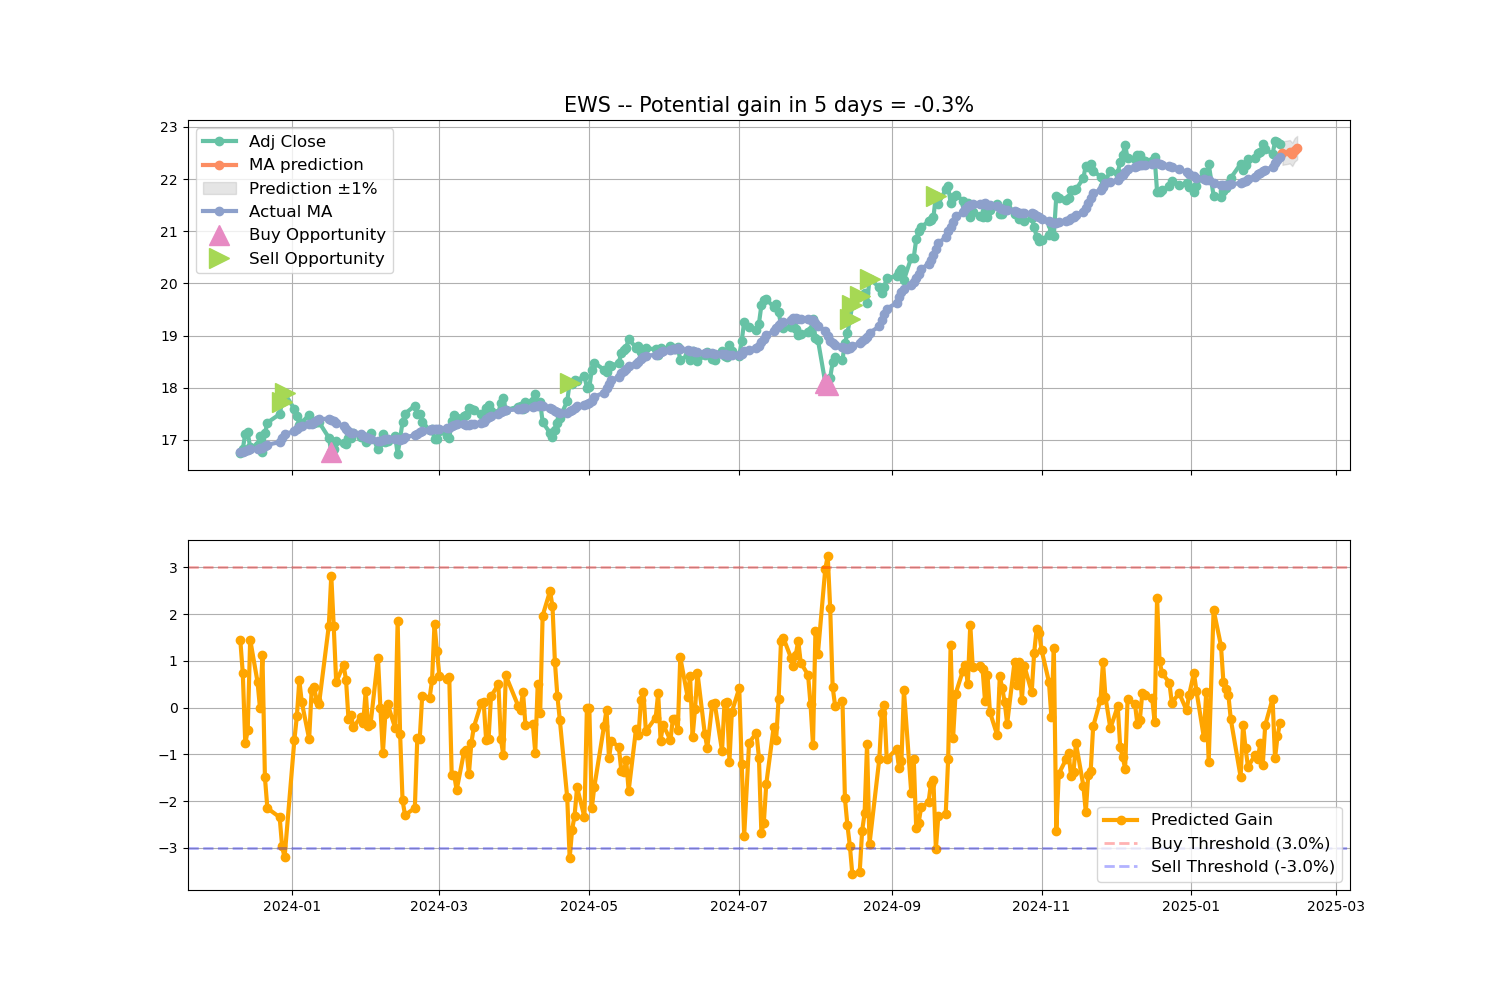 EWS -- Potential gain in 5 days = -0.3%
23
22
21
20
19
18
17
Adj Close
MA prediction
Prediction ±1%
Actual MA
Buy Opportunity
Sell Opportunity
3
2
1
0
−1
−2
−3
Predicted Gain
Buy Threshold (3.0%)
Sell Threshold (-3.0%)
2024-01 2024-03 2024-05 2024-07 2024-09 2024-11 2025-01 2025-03